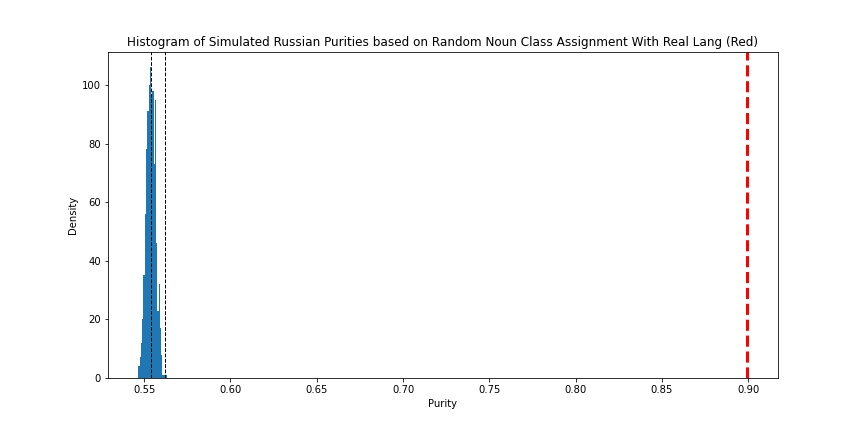 Histogram of Simulated Russian Purities based on Random Noun Class Assignment With Real Lang (Red)
100
80
60
40
20
0
Density
0.55 0.60 0.65 0.70 0.75 0.80 0.85 0.90
Purity